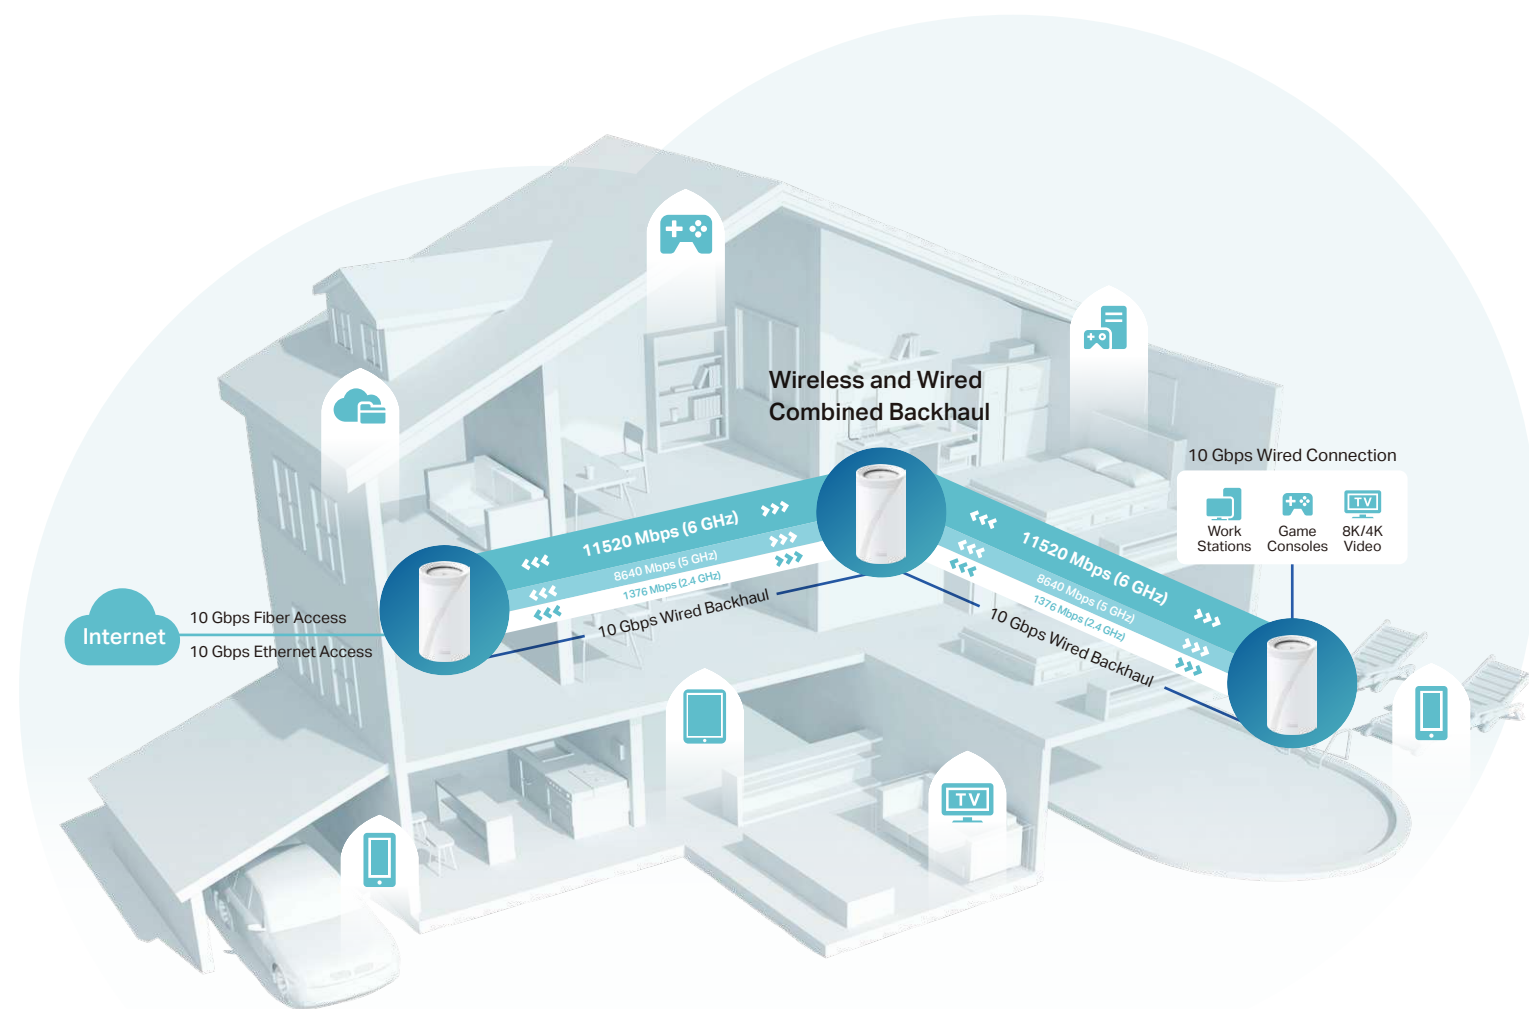 Wireless and Wired
Combined Backhaul
10 Gbps Wired Connection
Work
Stations
Game
Consoles
8K/4K
Video
TV
11520 Mbps (6 GHz)
8640 Mbps (5 GHz)
1376 Mbps (2.4 GHz)
10 Gbps Wired Backhaul
11520 Mbps (6 GHz)
8640 Mbps (5 GHz)
1376 Mbps (2.4 GHz)
10 Gbps Wired Backhaul
Internet
10 Gbps Fiber Access
10 Gbps Ethernet Access
TV